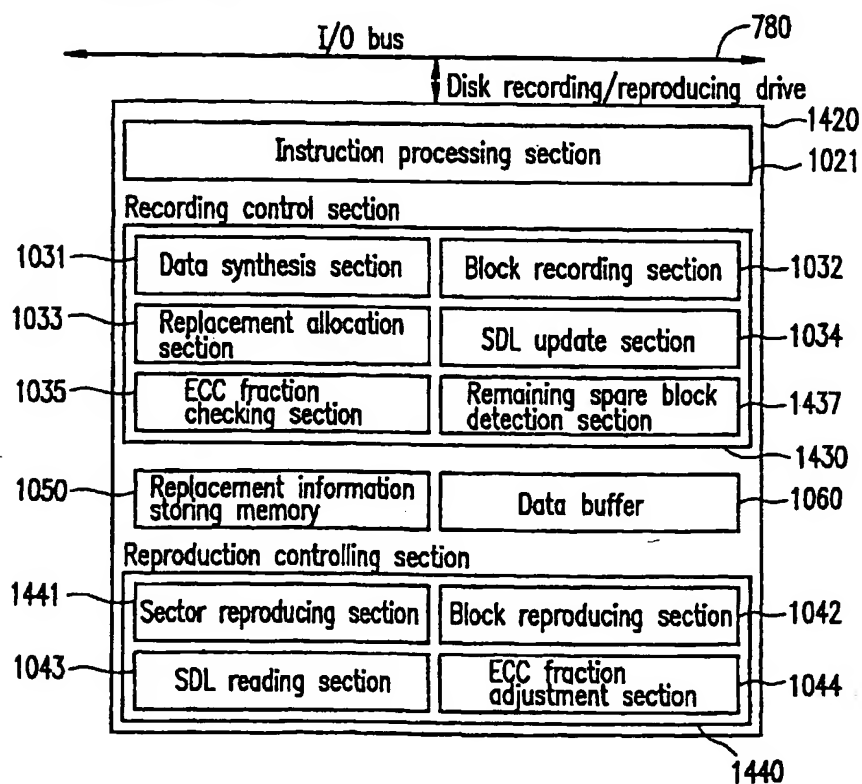 780
I/O bus
Disk recording/reproducing drive
1420
Instruction processing section
1021
Recording control section
1031
Data synthesis section
Block recording section
1032
1033
Replacement allocation
section
SDL update section
1034
1035
ECC fraction
checking section
Remaining spare block
detection section
1437
1430
1050
Replacement information
storing memory
Data buffer
1060
Reproduction controlling section
1441
Sector reproducing section
Block reproducing section
1042
1043
SDL reading section
ECC fraction
adjustment section
1044
1440